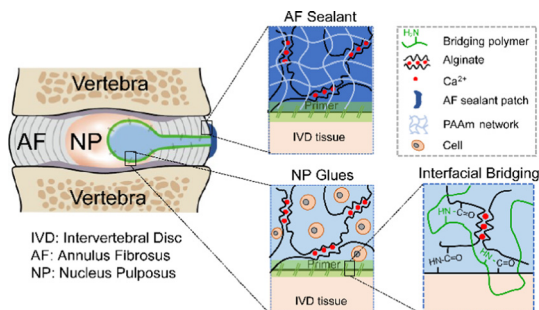 AF Sealant
Primer
IVD tissue
H₂N
Bridging polymer
Alginate
Ca²⁺
AF sealant patch
PAAm network
Cell
Vertebra
AF
NP
Vertebra
IVD: Intervertebral Disc
AF: Annulus Fibrosus
NP: Nucleus Pulposus
NP Glues
Primer
IVD tissue
Interfacial Bridging
HN-C=O
HN-C=O
HN-C=O